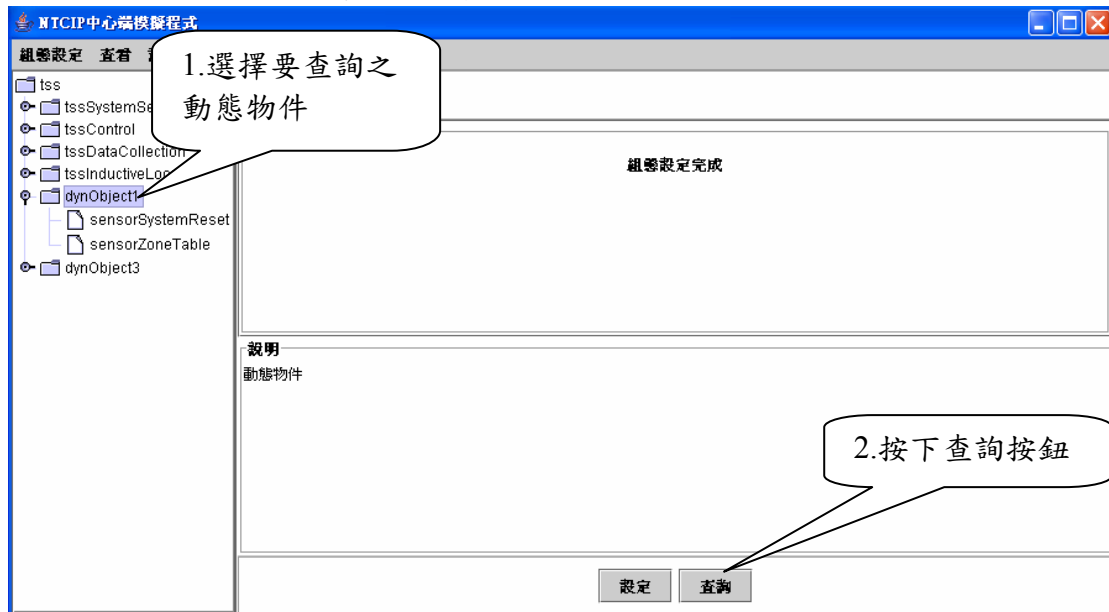 NTCIP中心端模擬程式
組態設定 查看
1.選擇要查詢之
動態物件
tss
tssSystemSe
tssControl
tssDataCollection
tssInductiveLoo
dynObject1
sensorSystemReset
sensorZoneTable
dynObject3
組態設定完成
說明
動態物件
2.按下查詢按鈕
設定 查詢